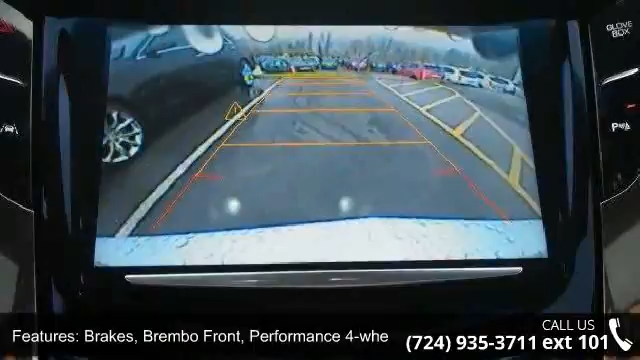 GLOVE
BOX
CALL US
Features: Brakes, Brembo Front, Performance 4-whe
(724) 935-3711 ext 101